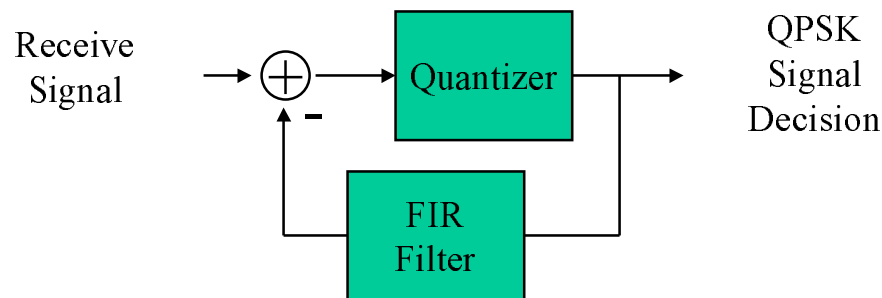 Receive
Signal
Quantizer
QPSK
Signal
Decision
FIR
Filter